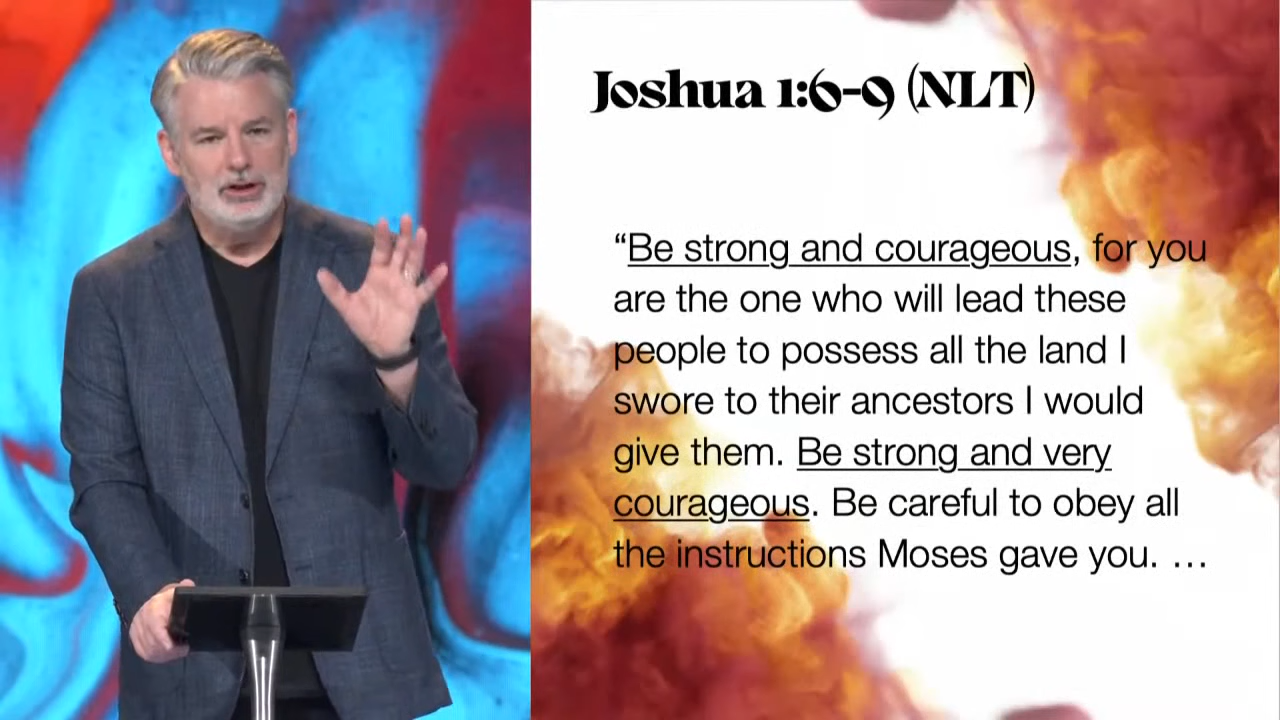 Joshua 1:6-9 (NLT)
“Be strong and courageous, for you
are the one who will lead these
people to possess all the land I
swore to their ancestors I would
give them. Be strong and very
courageous. Be careful to obey all
the instructions Moses gave you. …